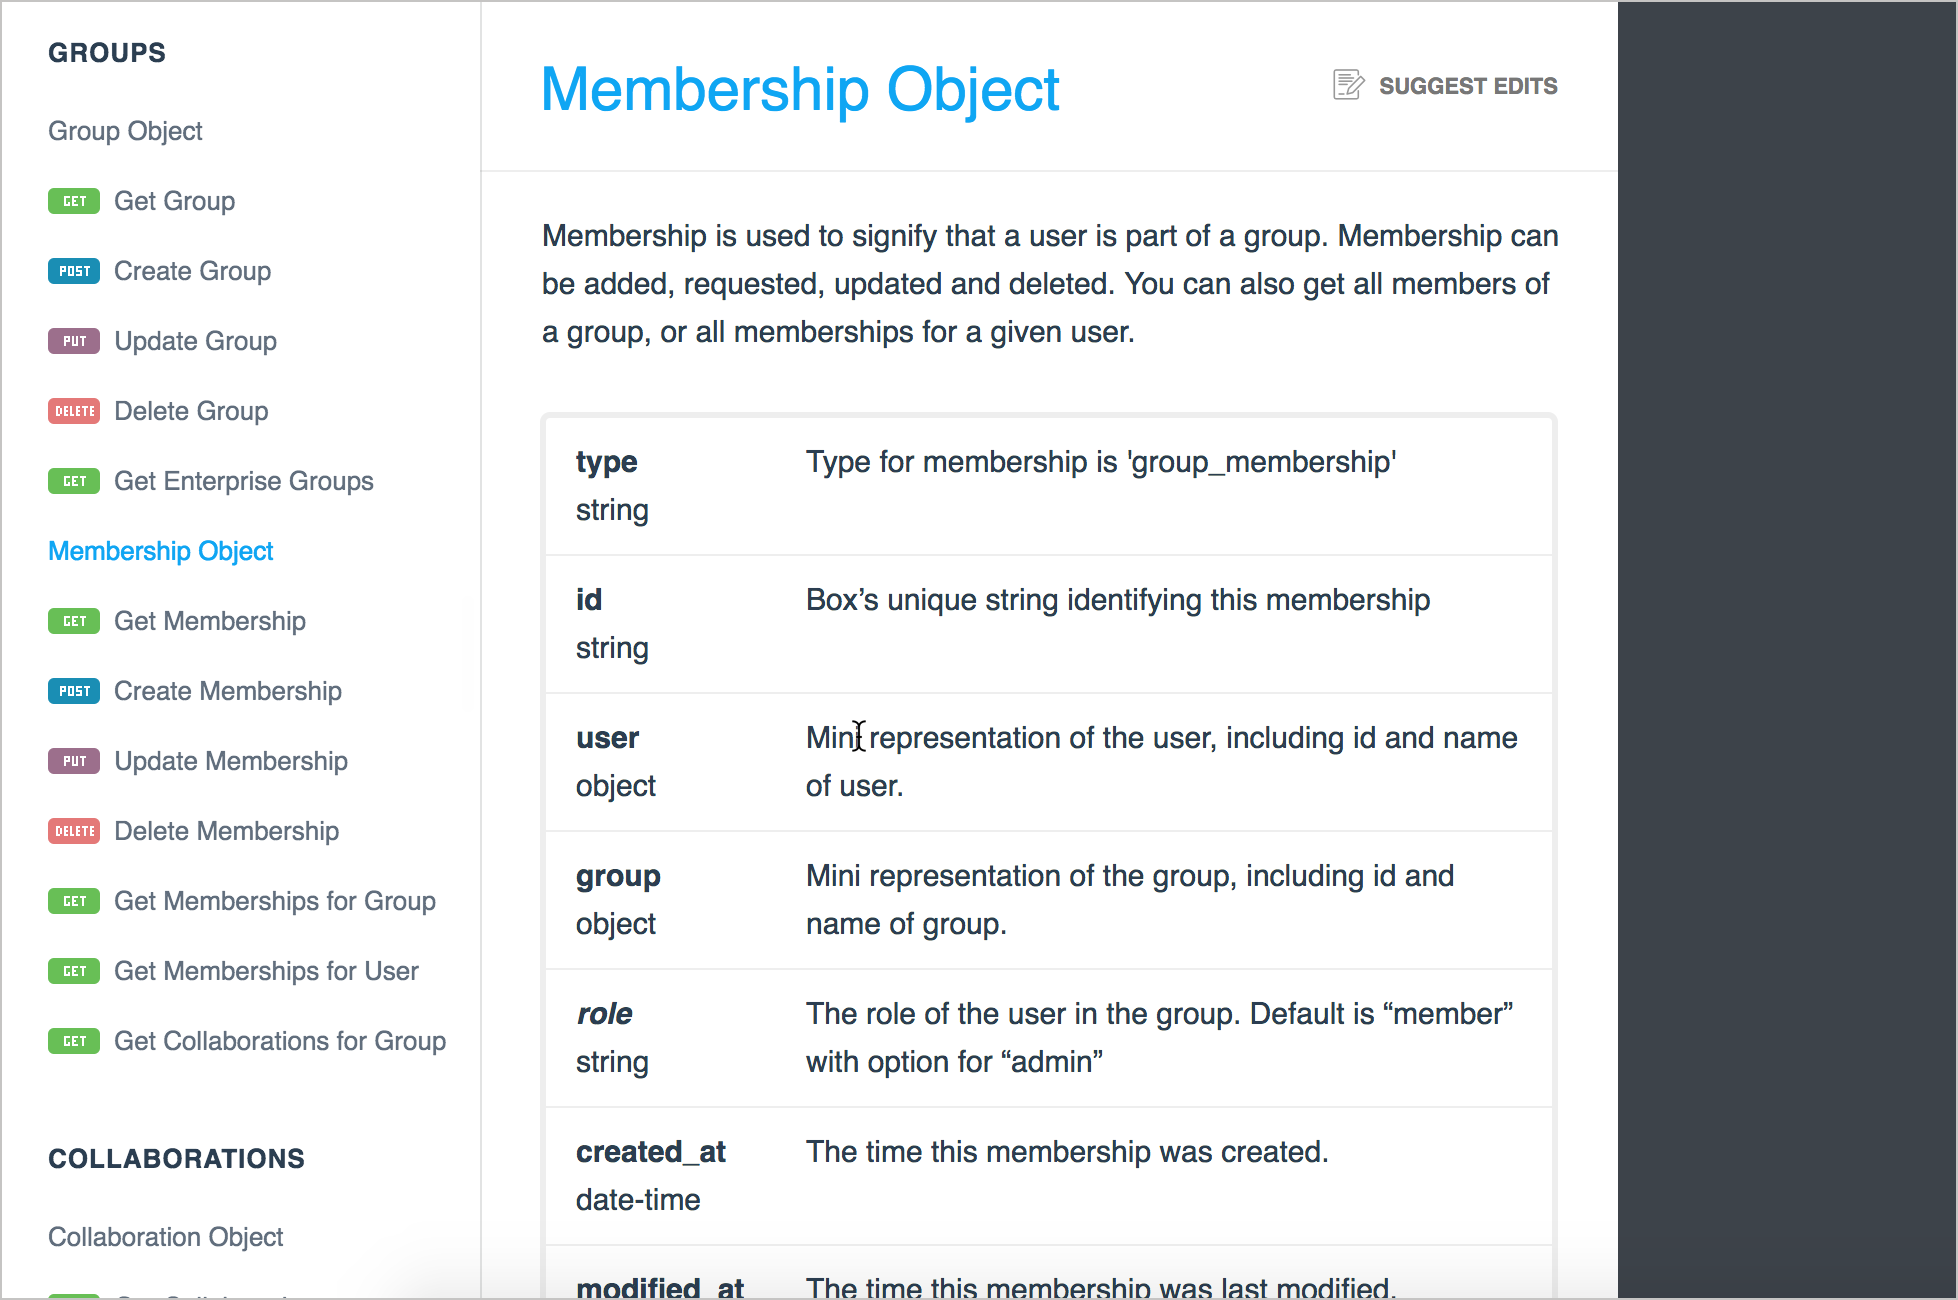 GROUPS
Group Object
GET Get Group
POST Create Group
PUT Update Group
DELETE Delete Group
GET Get Enterprise Groups
Membership Object
GET Get Membership
POST Create Membership
PUT Update Membership
DELETE Delete Membership
GET Get Memberships for Group
GET Get Memberships for User
GET Get Collaborations for Group
COLLABORATIONS
Collaboration Object
Membership Object
SUGGEST EDITS
Membership is used to signify that a user is part of a group. Membership can
be added, requested, updated and deleted. You can also get all members of
a group, or all memberships for a given user.
type
string
Type for membership is 'group_membership'
id
string
Box’s unique string identifying this membership
user
object
Mini representation of the user, including id and name
of user.
group
object
Mini representation of the group, including id and
name of group.
role
string
The role of the user in the group. Default is “member”
with option for “admin”
created_at
date-time
The time this membership was created.
modified_at
The time this membership was last modified.